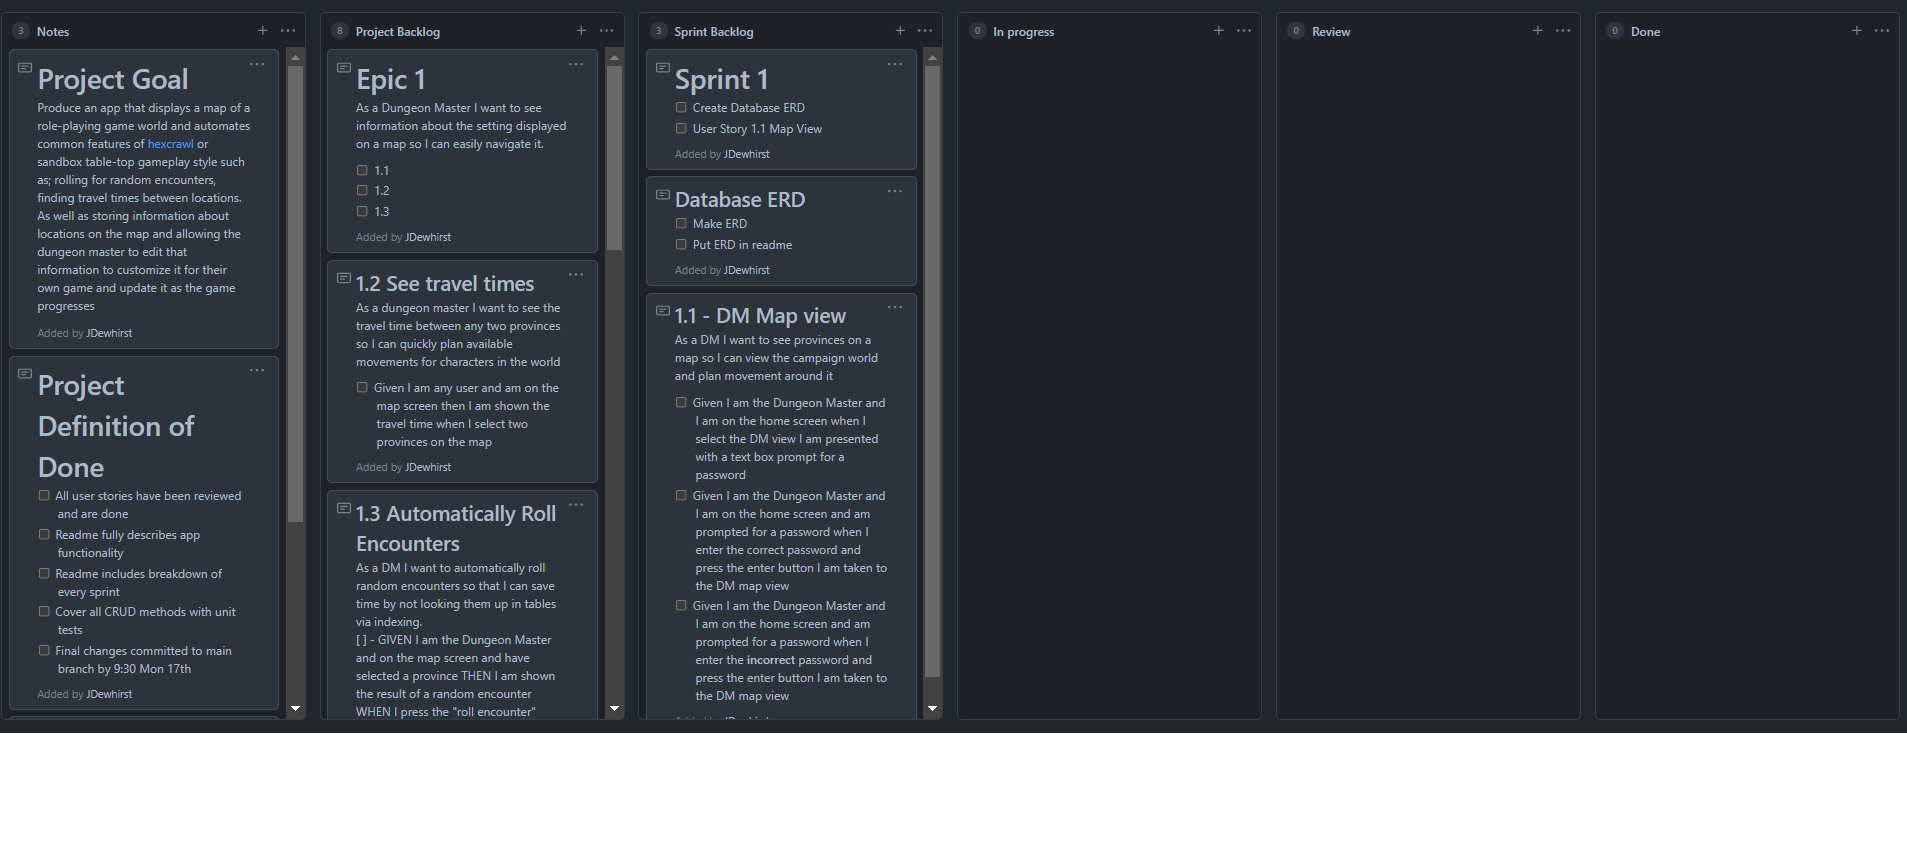 3 Notes
Project Goal
Produce an app that displays a map of a
role-playing game world and automates
common features of hexcrawl or
sandbox table-top gameplay style such
as; rolling for random encounters,
finding travel times between locations.
As well as storing information about
locations on the map and allowing the
dungeon master to edit that
information to customize it for their
own game and update it as the game
progresses
Added by JDewhirst
Project
Definition of
Done
All user stories have been reviewed
and are done
Readme fully describes app
functionality
Readme includes breakdown of
every sprint
Cover all CRUD methods with unit
tests
Final changes committed to main
branch by 9:30 Mon 17th
Added by JDewhirst
8 Project Backlog
Epic 1
As a Dungeon Master I want to see
information about the setting displayed
on a map so I can easily navigate it.
1.1
1.2
1.3
Added by JDewhirst
1.2 See travel times
As a dungeon master I want to see the
travel time between any two provinces
so I can quickly plan available
movements for characters in the world
Given I am any user and am on the
map screen then I am shown the
travel time when I select two
provinces on the map
Added by JDewhirst
1.3 Automatically Roll
Encounters
As a DM I want to automatically roll
random encounters so that I can save
time by not looking them up in tables
via indexing.
[ ] - GIVEN I am the Dungeon Master
and on the map screen and have
selected a province THEN I am shown
the result of a random encounter
WHEN I press the "roll encounter"
3 Sprint Backlog
Sprint 1
Create Database ERD
User Story 1.1 Map View
Added by JDewhirst
Database ERD
Make ERD
Put ERD in readme
Added by JDewhirst
1.1 - DM Map view
As a DM I want to see provinces on a
map so I can view the campaign world
and plan movement around it
Given I am the Dungeon Master and
I am on the home screen when I
select the DM view I am presented
with a text box prompt for a
password
Given I am the Dungeon Master and
I am on the home screen and am
prompted for a password when I
enter the correct password and
press the enter button I am taken to
the DM map view
Given I am the Dungeon Master and
I am on the home screen and am
prompted for a password when I
enter the incorrect password and
press the enter button I am taken to
the DM map view
0 In progress
0 Review
0 Done